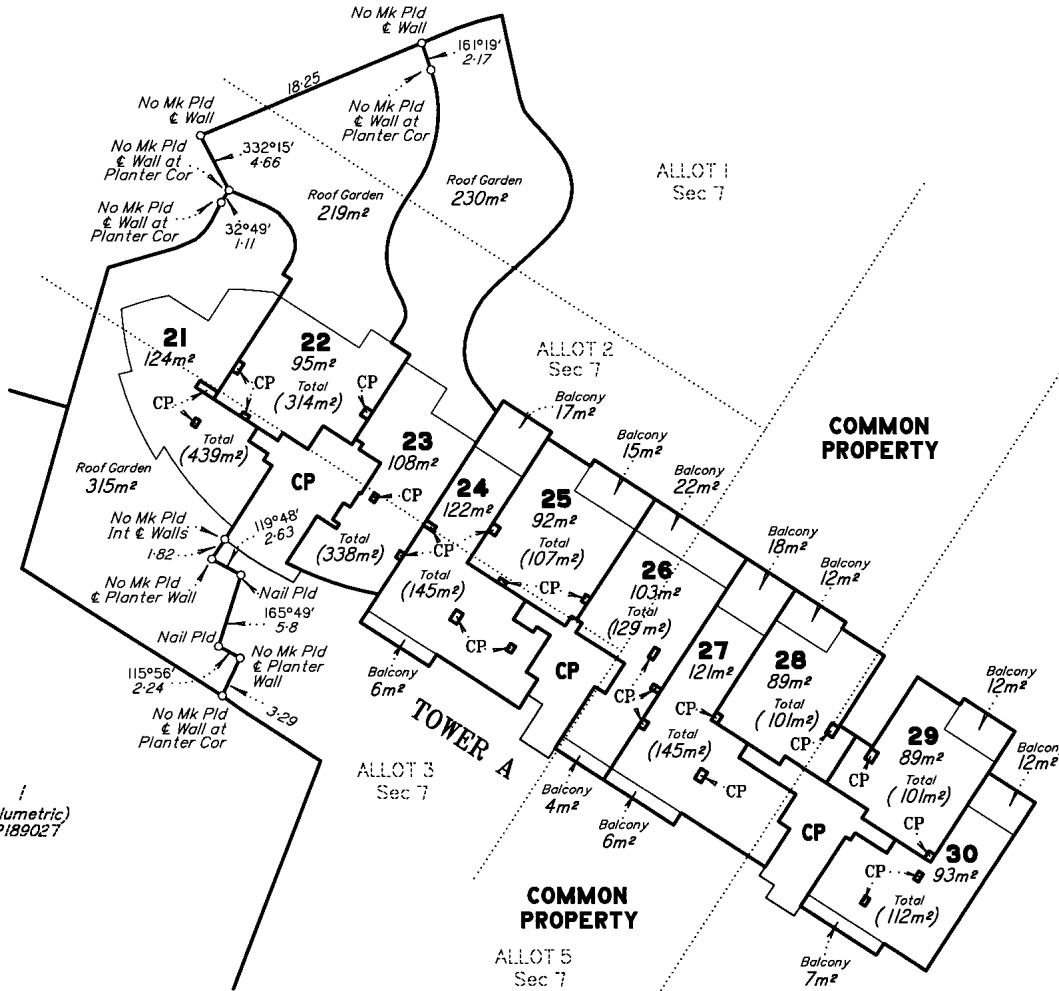 No Mk Pld
℄ Wall
161°19'
2·17
18·25
No Mk Pld
℄ Wall at
Planter Cor
No Mk Pld
℄ Wall
332°15'
4·66
No Mk Pld
℄ Wall at
Planter Cor
No Mk Pld
℄ Wall at
Planter Cor
32°49'
1·11
Roof Garden
219m²
Roof Garden
230m²
ALLOT 1
Sec 7
21
124m²
22
95m²
Total
(314m²)
CP
CP
CP
Total
(439m²)
Roof Garden
315m²
CP
23
108m²
CP
Total
(338m²)
ALLOT 2
Sec 7
Balcony
17m²
Balcony
15m²
Balcony
22m²
COMMON
PROPERTY
24
122m²
CP
Total
(145m²)
CP
25
92m²
Total
(107m²)
CP
26
103m²
Total
(129m²)
CP
CP
Balcony
18m²
Balcony
12m²
27
121m²
CP
Total
(145m²)
CP
28
89m²
Total
(101m²)
CP
Balcony
12m²
29
89m²
Total
(101m²)
CP
CP
Balcony
12m²
30
93m²
CP
Total
(112m²)
CP
No Mk Pld
Int ℄ Walls
119°48'
2·63
1·82
No Mk Pld
℄ Planter Wall
Nail Pld
165°49'
5·8
Nail Pld
No Mk Pld
℄ Planter
Wall
115°56'
2·24
3·29
No Mk Pld
℄ Wall at
Planter Cor
Balcony
6m²
TOWER A
ALLOT 3
Sec 7
Balcony
4m²
Balcony
6m²
Balcony
7m²
COMMON
PROPERTY
ALLOT 5
Sec 7
lumetric)
P189027